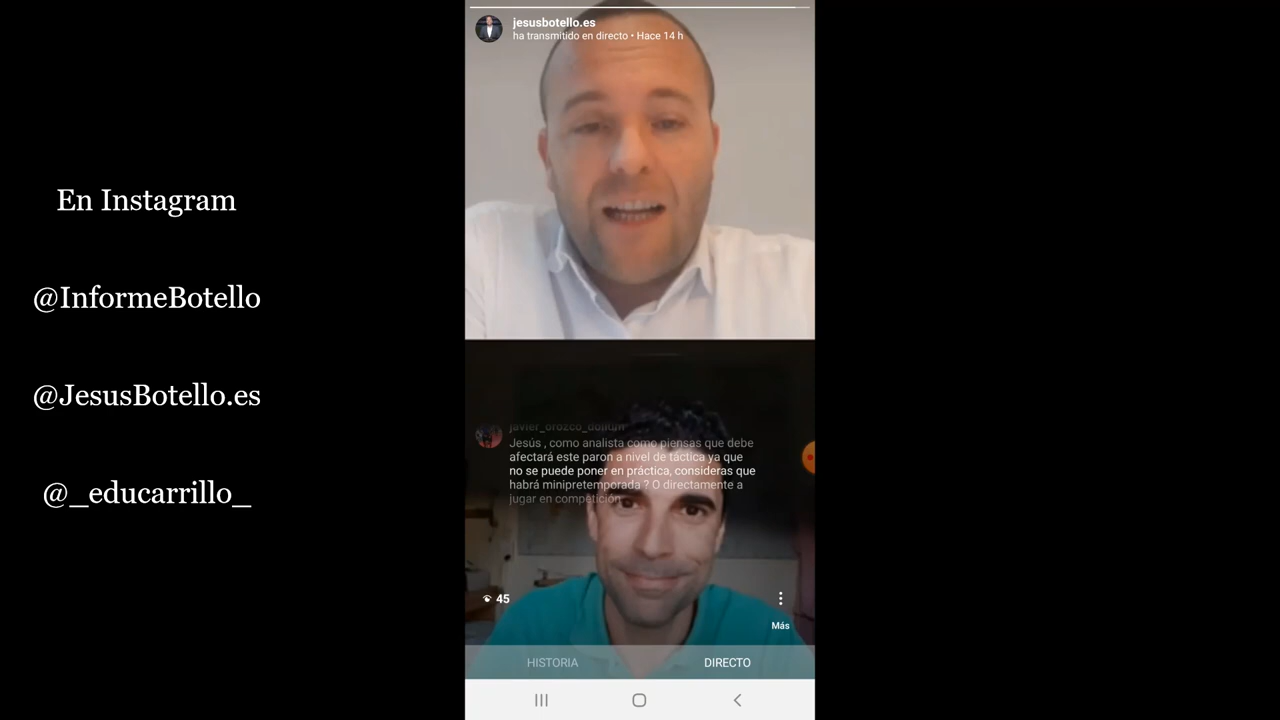 En Instagram
@InformeBotello
@JesusBotello.es
@_educarrillo_
jesusbotello.es
ha transmitido en directo • Hace 14 h
javier_orozco_dolium
Jesús , como analista como piensas que debe
afectará este paron a nivel de táctica ya que
no se puede poner en práctica, consideras que
habrá minipretemporada ? O directamente a
jugar en competición
45
Más
HISTORIA
DIRECTO